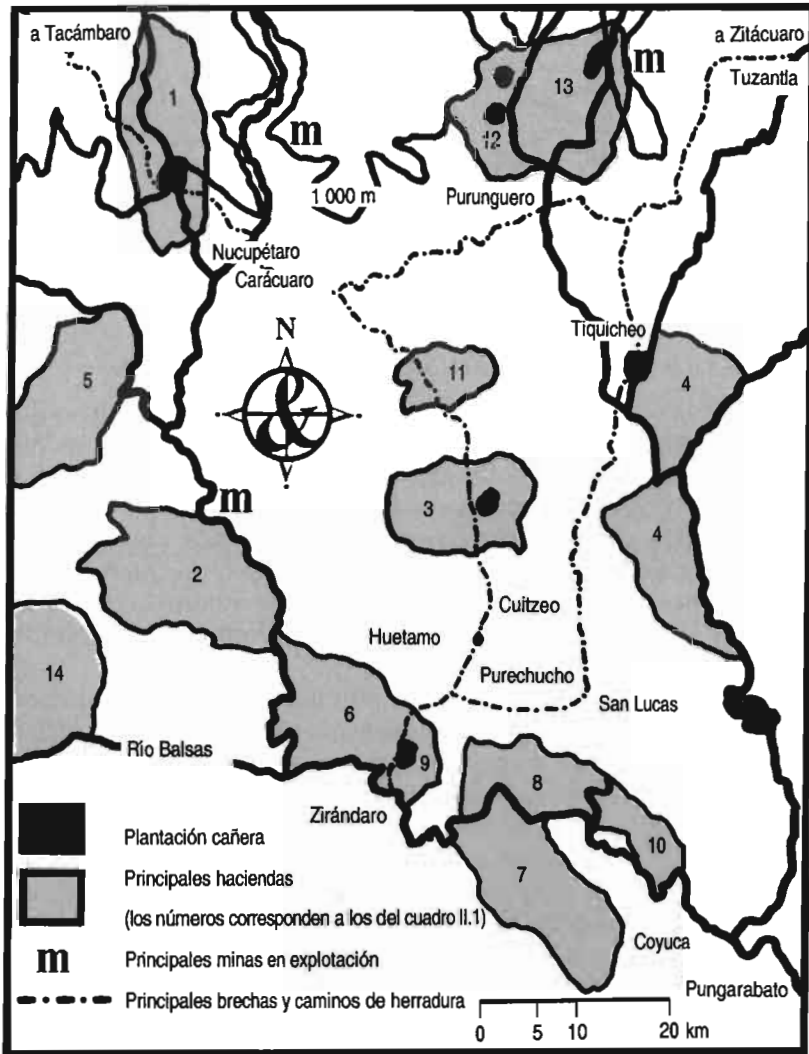 a Tacámbaro
a Zitácuaro
Tuzantla
1
13
m
m
12
1 000 m
Purunguero
Nucupétaro
Carácuaro
N
Tiquicheo
5
11
4
&
m
3
4
2
Cuitzeo
Huetamo
Purechucho
14
San Lucas
6
Río Balsas
9
8
Zirándaro
10
7
Plantación cañera
Principales haciendas
(los números corresponden a los del cuadro II.1)
Coyuca
m Principales minas en explotación
Pungarabato
Principales brechas y caminos de herradura
0 5 10 20 km